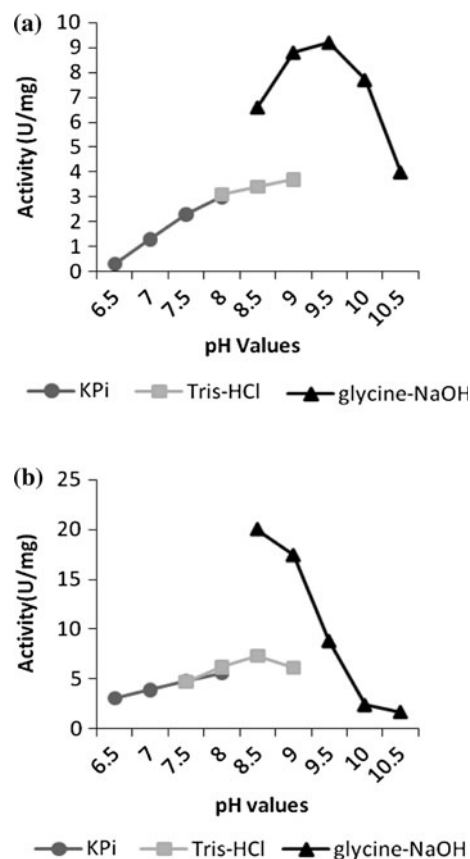 (a)
10
9
8
7
6
5
4
3
2
1
0
Activity (U/mg)
6.5 7 7.5 8 8.5 9 9.5 10 10.5
pH Values
KPi Tris-HCl glycine-NaOH
(b)
25
20
15
10
5
0
Activity(U/mg)
6.5 7 7.5 8 8.5 9 9.5 10 10.5
pH values
KPi Tris-HCl glycine-NaOH